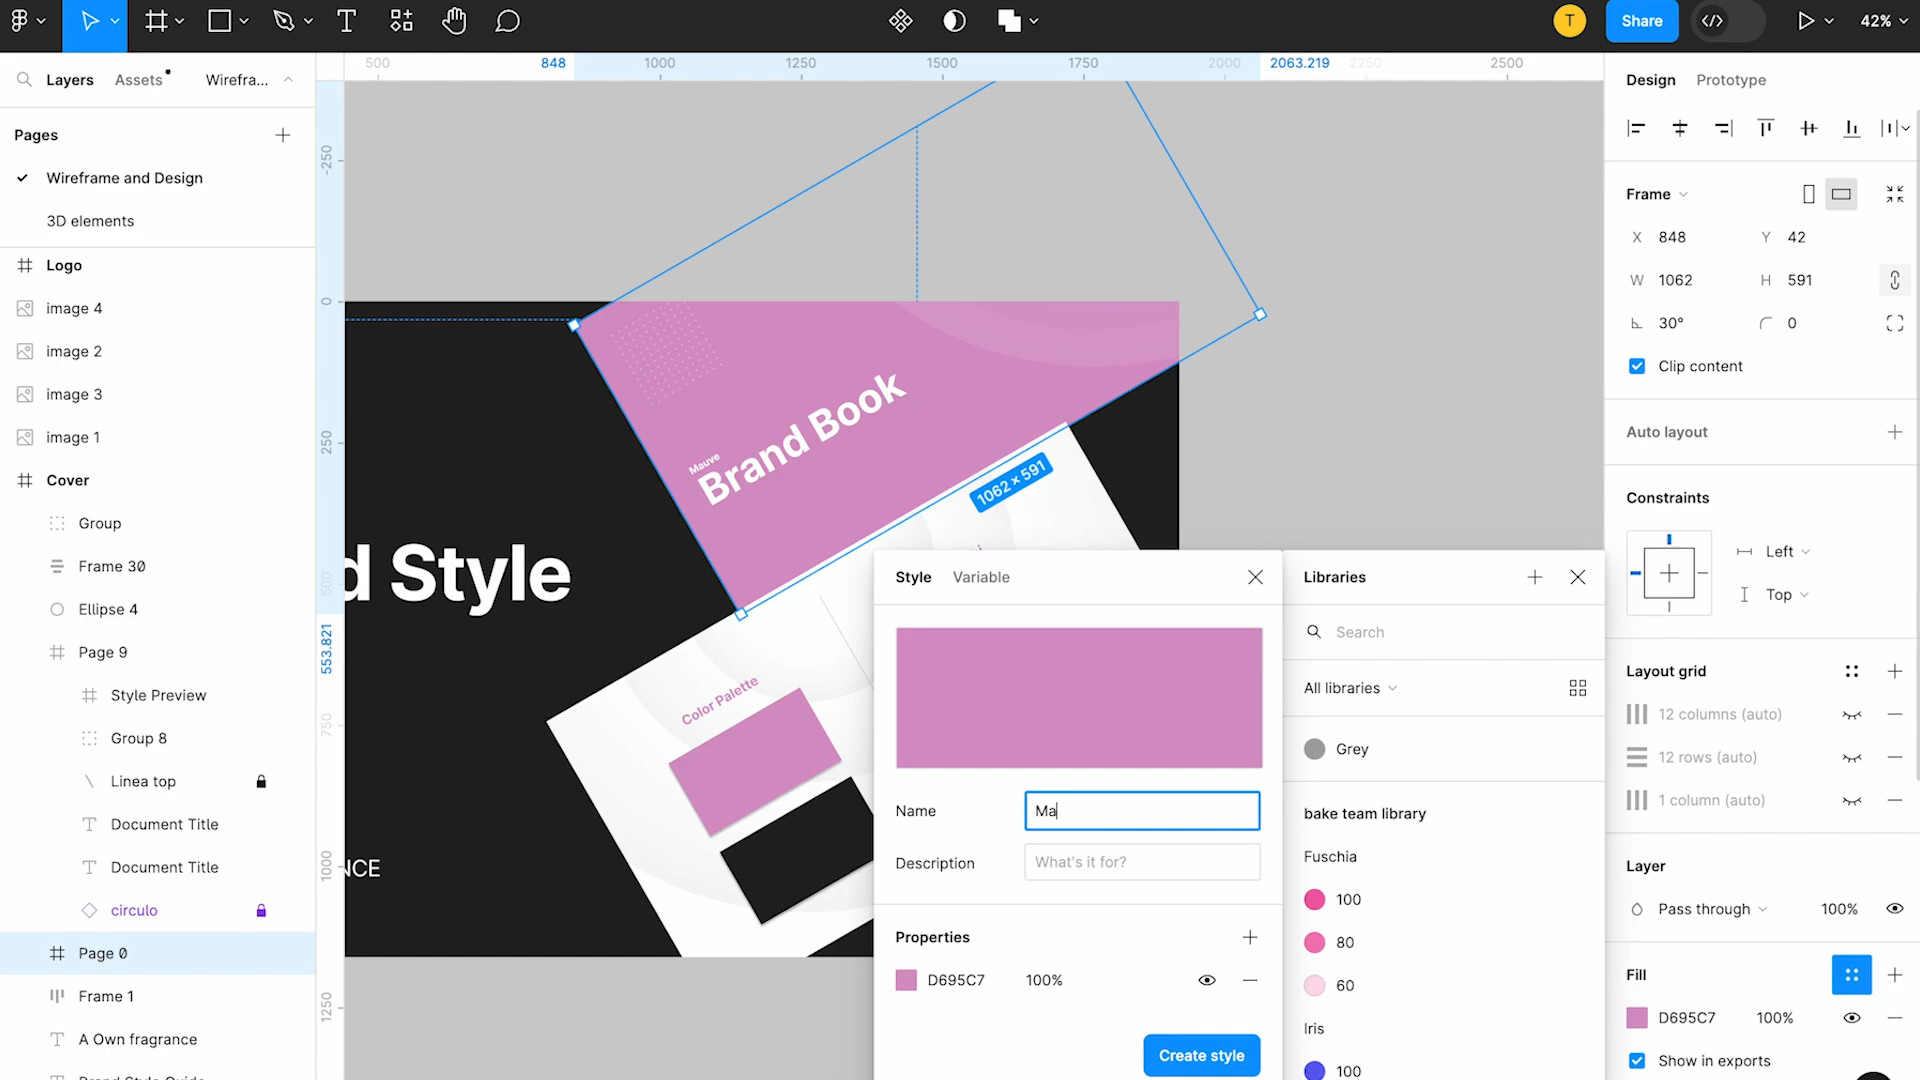 T
Share
42%
Layers
Assets
Wirefra...
Pages
Wireframe and Design
3D elements
Logo
image 4
image 2
image 3
image 1
Cover
Group
Frame 30
Ellipse 4
Page 9
Style Preview
Group 8
Linea top
Document Title
Document Title
circulo
Page 0
Frame 1
A Own fragrance
500
848
1000
1250
1500
1750
2000
2063.219
2250
2500
-250
0
250
500
553.821
750
1000
1250
Mauve
Brand Book
1062 × 591
d Style
Color Palette
NCE
Style
Variable
Name
Ma
Description
What's it for?
Properties
D695C7
100%
Create style
Libraries
Search
All libraries
Grey
bake team library
Fuschia
100
80
60
Iris
100
Design
Prototype
Frame
X 848
Y 42
W 1062
H 591
30°
0
Clip content
Auto layout
Constraints
Left
Top
Layout grid
12 columns (auto)
12 rows (auto)
1 column (auto)
Layer
Pass through
100%
Fill
D695C7
100%
Show in exports